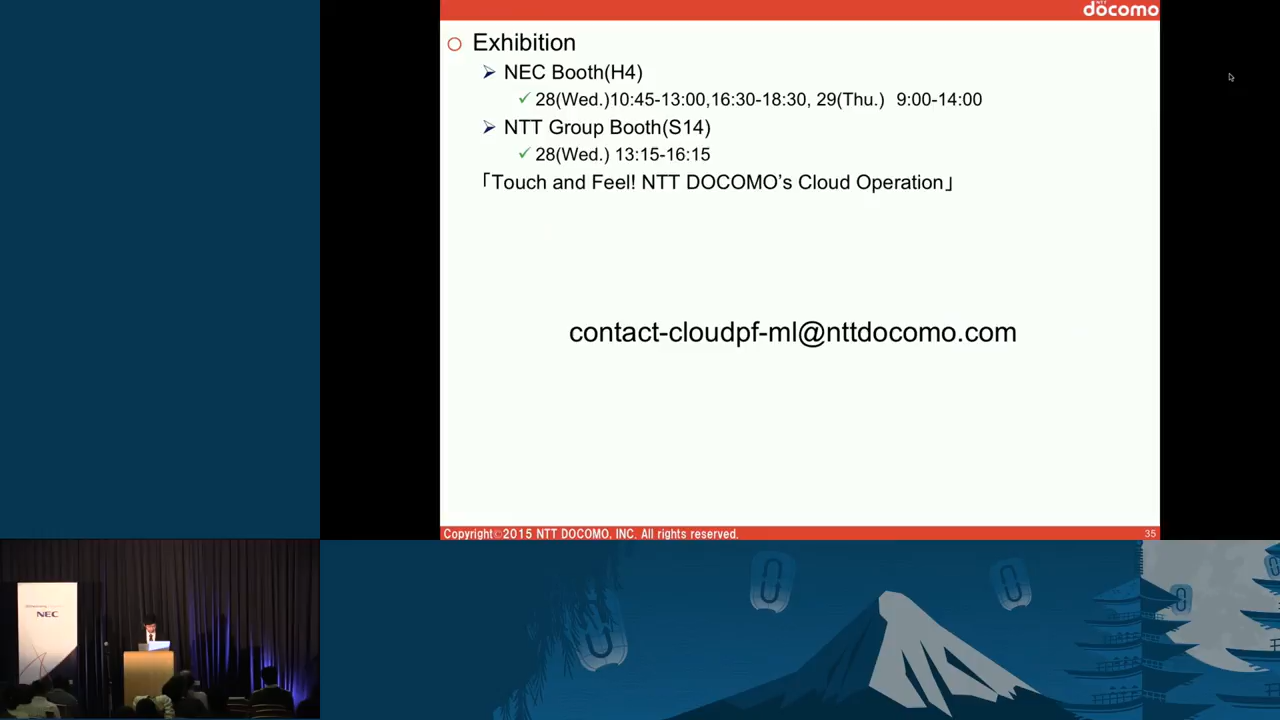 NTT
docomo
Exhibition
NEC Booth(H4)
28(Wed.)10:45-13:00,16:30-18:30, 29(Thu.) 9:00-14:00
NTT Group Booth(S14)
28(Wed.) 13:15-16:15
「Touch and Feel! NTT DOCOMO's Cloud Operation」
contact-cloudpf-ml@nttdocomo.com
Copyright©2015 NTT DOCOMO, INC. All rights reserved.
35
NEC